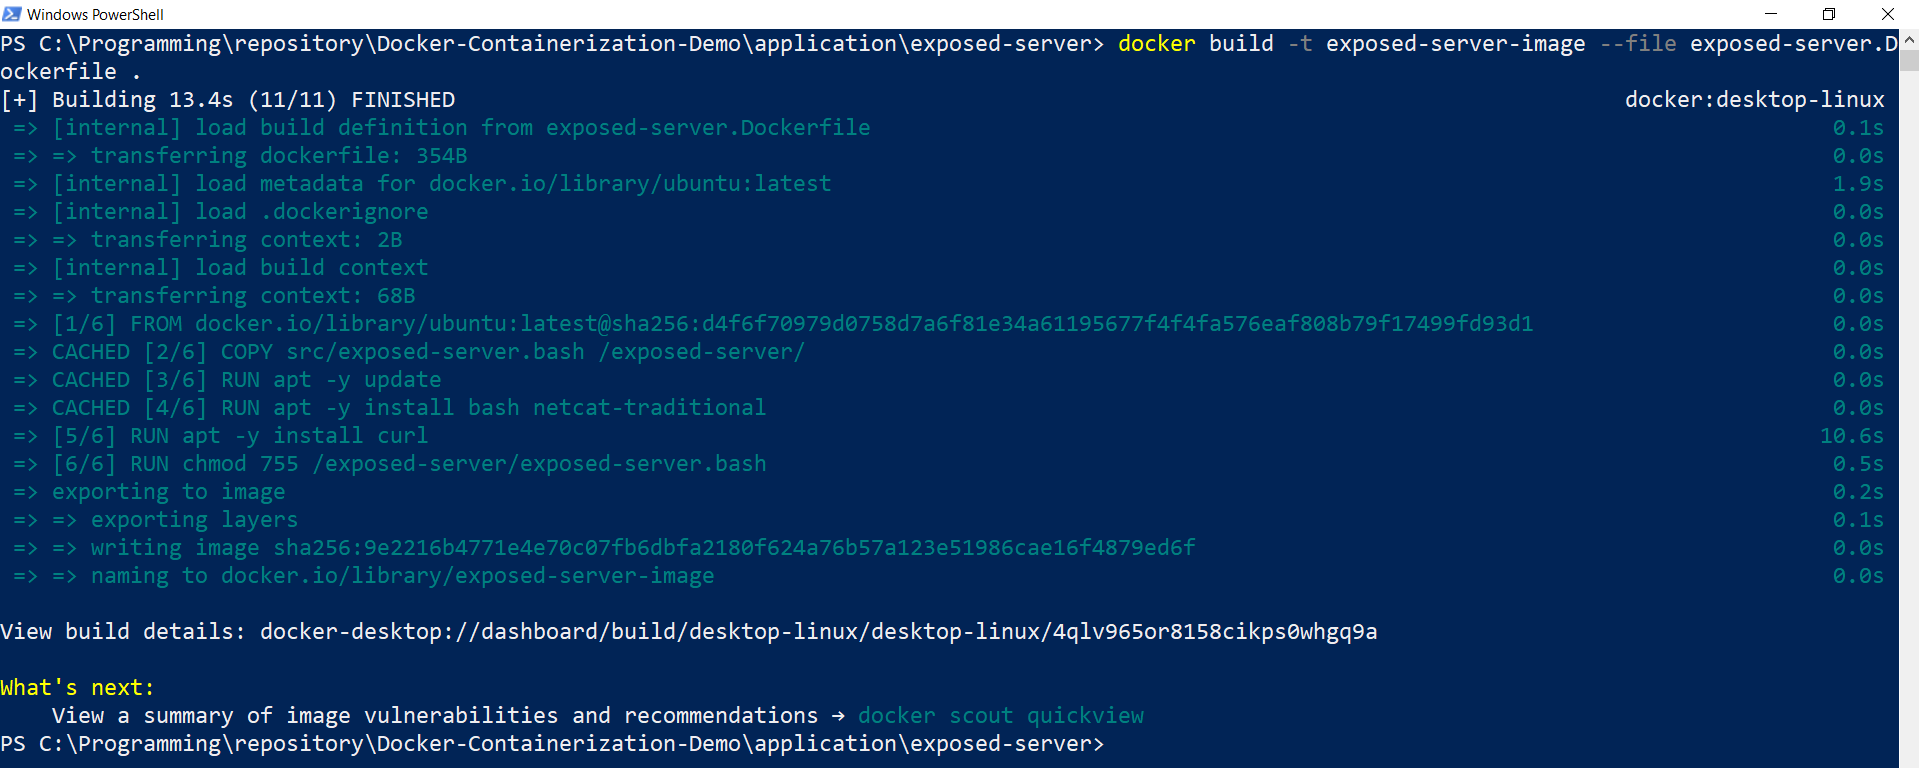 Windows PowerShell
PS C:\Programming\repository\Docker-Containerization-Demo\application\exposed-server> docker build -t exposed-server-image --file exposed-server.D
ockerfile .
[+] Building 13.4s (11/11) FINISHED docker:desktop-linux
=> [internal] load build definition from exposed-server.Dockerfile 0.1s
=> => transferring dockerfile: 354B 0.0s
=> [internal] load metadata for docker.io/library/ubuntu:latest 1.9s
=> [internal] load .dockerignore 0.0s
=> => transferring context: 2B 0.0s
=> [internal] load build context 0.0s
=> => transferring context: 68B 0.0s
=> [1/6] FROM docker.io/library/ubuntu:latest@sha256:d4f6f70979d0758d7a6f81e34a61195677f4f4fa576eaf808b79f17499fd93d1 0.0s
=> CACHED [2/6] COPY src/exposed-server.bash /exposed-server/ 0.0s
=> CACHED [3/6] RUN apt -y update 0.0s
=> CACHED [4/6] RUN apt -y install bash netcat-traditional 0.0s
=> [5/6] RUN apt -y install curl 10.6s
=> [6/6] RUN chmod 755 /exposed-server/exposed-server.bash 0.5s
=> exporting to image 0.2s
=> => exporting layers 0.1s
=> => writing image sha256:9e2216b4771e4e70c07fb6dbfa2180f624a76b57a123e51986cae16f4879ed6f 0.0s
=> => naming to docker.io/library/exposed-server-image 0.0s
View build details: docker-desktop://dashboard/build/desktop-linux/desktop-linux/4qlv965or8158cikps0whgq9a
What's next:
View a summary of image vulnerabilities and recommendations → docker scout quickview
PS C:\Programming\repository\Docker-Containerization-Demo\application\exposed-server>